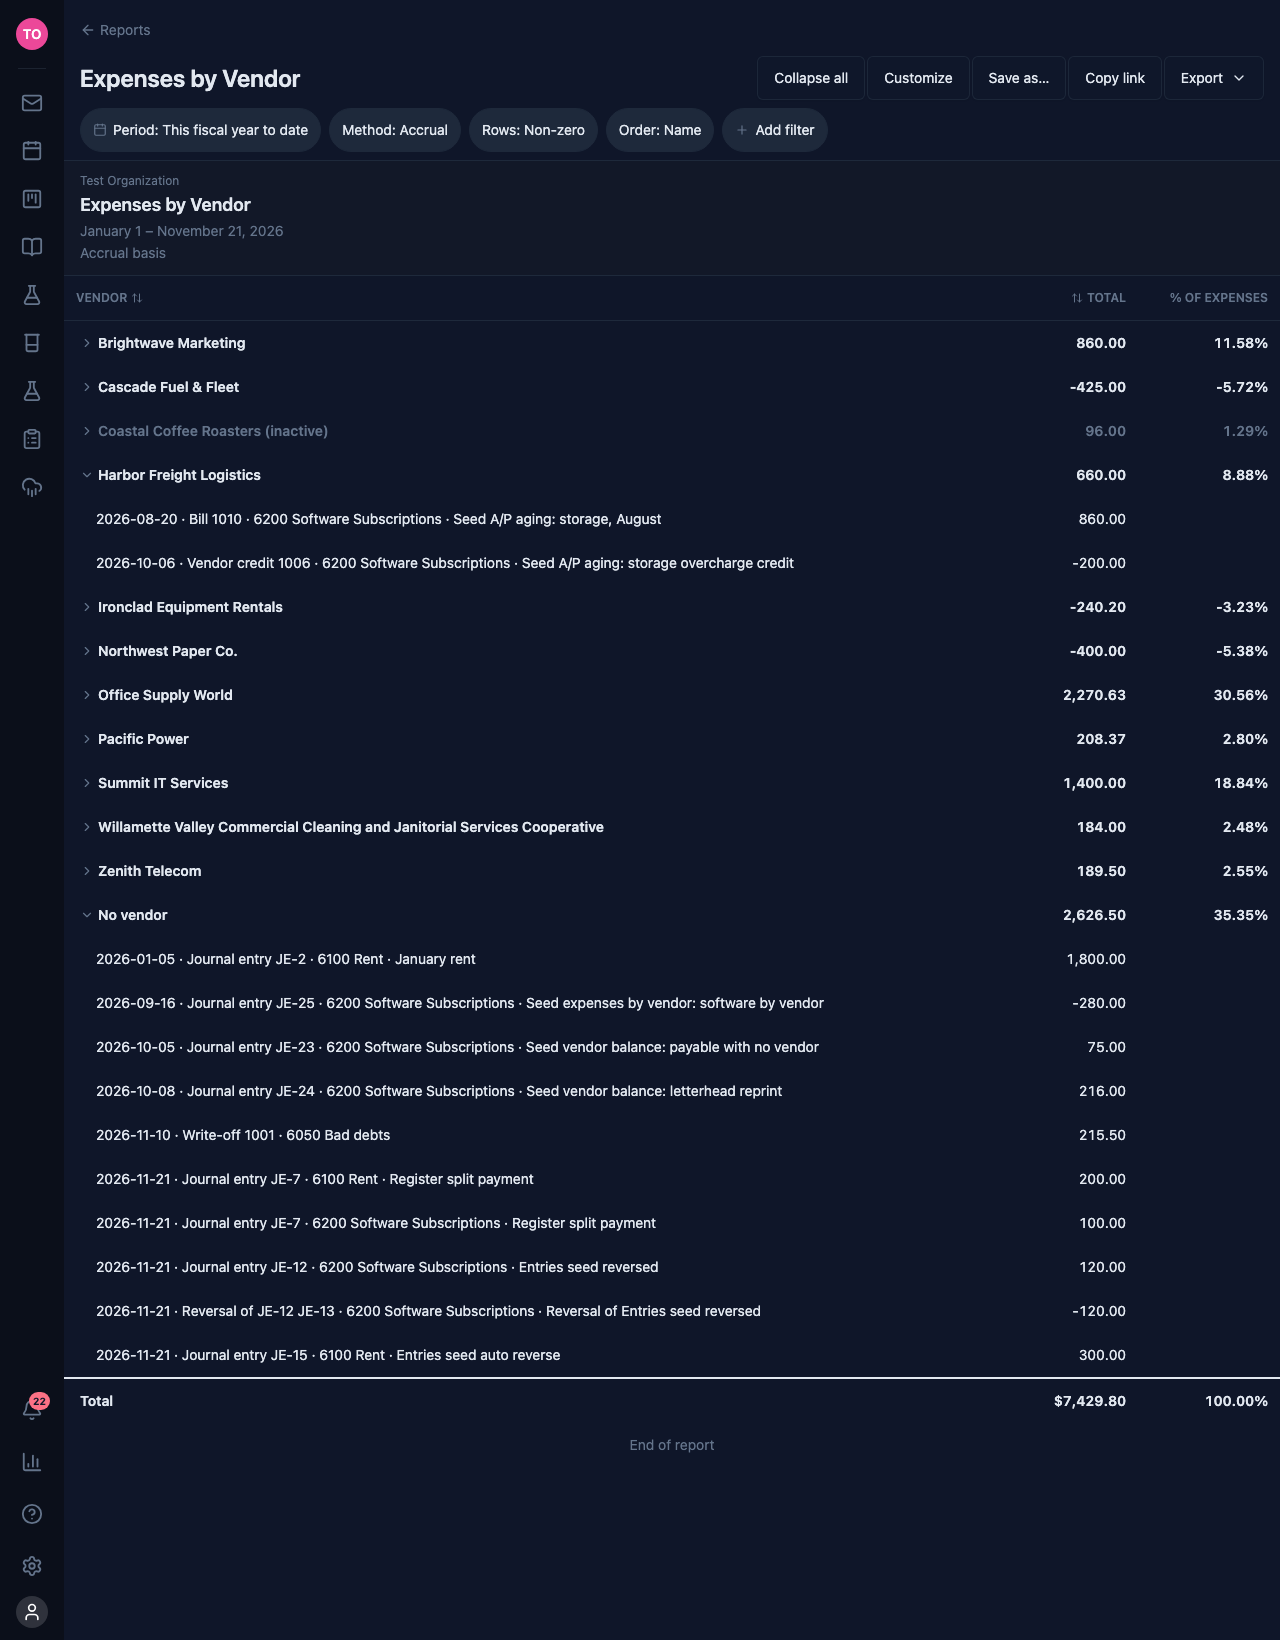 TO
Reports
Expenses by Vendor
Collapse all
Customize
Save as...
Copy link
Export
Period: This fiscal year to date
Method: Accrual
Rows: Non-zero
Order: Name
Add filter
Test Organization
Expenses by Vendor
January 1 – November 21, 2026
Accrual basis
VENDOR TOTAL % OF EXPENSES
Brightwave Marketing 860.00 11.58%
Cascade Fuel & Fleet -425.00 -5.72%
Coastal Coffee Roasters (inactive) 96.00 1.29%
Harbor Freight Logistics 660.00 8.88%
2026-08-20 · Bill 1010 · 6200 Software Subscriptions · Seed A/P aging: storage, August 860.00
2026-10-06 · Vendor credit 1006 · 6200 Software Subscriptions · Seed A/P aging: storage overcharge credit -200.00
Ironclad Equipment Rentals -240.20 -3.23%
Northwest Paper Co. -400.00 -5.38%
Office Supply World 2,270.63 30.56%
Pacific Power 208.37 2.80%
Summit IT Services 1,400.00 18.84%
Willamette Valley Commercial Cleaning and Janitorial Services Cooperative 184.00 2.48%
Zenith Telecom 189.50 2.55%
No vendor 2,626.50 35.35%
2026-01-05 · Journal entry JE-2 · 6100 Rent · January rent 1,800.00
2026-09-16 · Journal entry JE-25 · 6200 Software Subscriptions · Seed expenses by vendor: software by vendor -280.00
2026-10-05 · Journal entry JE-23 · 6200 Software Subscriptions · Seed vendor balance: payable with no vendor 75.00
2026-10-08 · Journal entry JE-24 · 6200 Software Subscriptions · Seed vendor balance: letterhead reprint 216.00
2026-11-10 · Write-off 1001 · 6050 Bad debts 215.50
2026-11-21 · Journal entry JE-7 · 6100 Rent · Register split payment 200.00
2026-11-21 · Journal entry JE-7 · 6200 Software Subscriptions · Register split payment 100.00
2026-11-21 · Journal entry JE-12 · 6200 Software Subscriptions · Entries seed reversed 120.00
2026-11-21 · Reversal of JE-12 JE-13 · 6200 Software Subscriptions · Reversal of Entries seed reversed -120.00
2026-11-21 · Journal entry JE-15 · 6100 Rent · Entries seed auto reverse 300.00
Total $7,429.80 100.00%
End of report
22